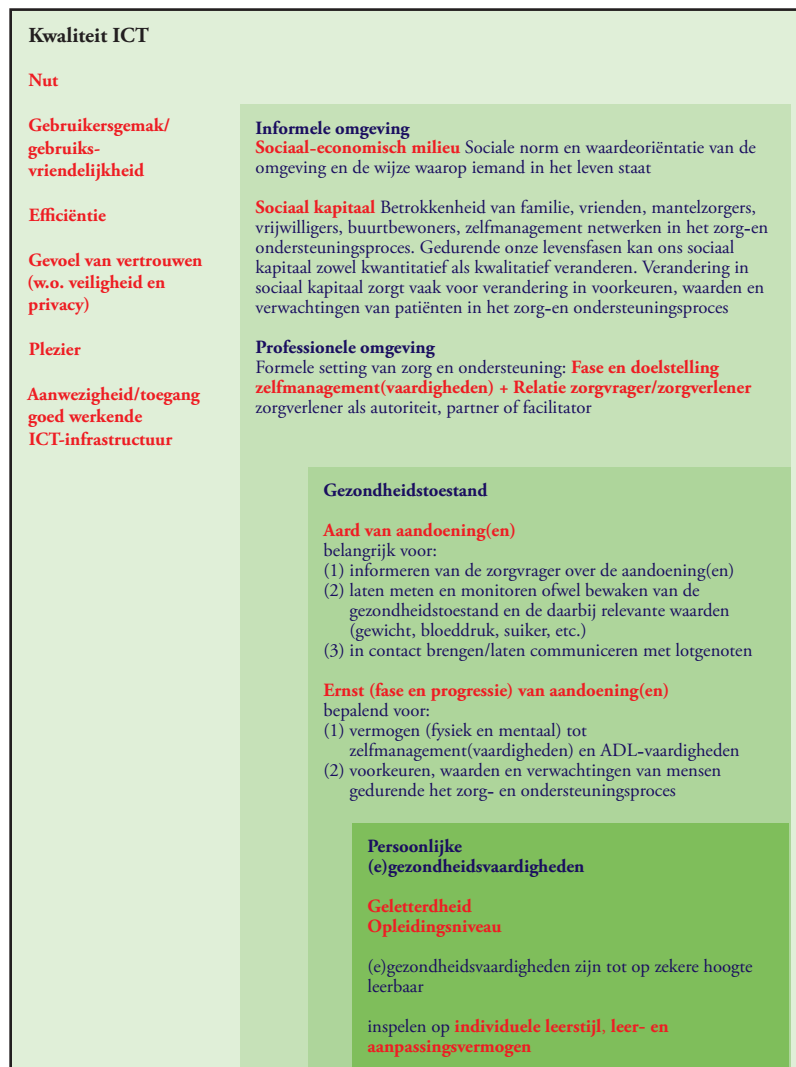 Kwaliteit ICT
Nut
Gebruikersgemak/
gebruiks-
vriendelijkheid
Efficiëntie
Gevoel van vertrouwen
(w.o. veiligheid en
privacy)
Plezier
Aanwezigheid/toegang
goed werkende
ICT-infrastructuur
Informele omgeving
Sociaal-economisch milieu Sociale norm en waardeoriëntatie van de
omgeving en de wijze waarop iemand in het leven staat
Sociaal kapitaal Betrokkenheid van familie, vrienden, mantelzorgers,
vrijwilligers, buurtbewoners, zelfmanagement netwerken in het zorg-en
ondersteuningsproces. Gedurende onze levensfasen kan ons sociaal
kapitaal zowel kwantitatief als kwalitatief veranderen. Verandering in
sociaal kapitaal zorgt vaak voor verandering in voorkeuren, waarden en
verwachtingen van patiënten in het zorg-en ondersteuningsproces
Professionele omgeving
Formele setting van zorg en ondersteuning: Fase en doelstelling
zelfmanagement(vaardigheden) + Relatie zorgvrager/zorgverlener
zorgverlener als autoriteit, partner of facilitator
Gezondheidstoestand
Aard van aandoening(en)
belangrijk voor:
(1) informeren van de zorgvrager over de aandoening(en)
(2) laten meten en monitoren ofwel bewaken van de
gezondheidstoestand en de daarbij relevante waarden
(gewicht, bloeddruk, suiker, etc.)
(3) in contact brengen/laten communiceren met lotgenoten
Ernst (fase en progressie) van aandoening(en)
bepalend voor:
(1) vermogen (fysiek en mentaal) tot
zelfmanagement(vaardigheden) en ADL-vaardigheden
(2) voorkeuren, waarden en verwachtingen van mensen
gedurende het zorg- en ondersteuningsproces
Persoonlijke
(e)gezondheidsvaardigheden
Geletterdheid
Opleidingsniveau
(e)gezondheidsvaardigheden zijn tot op zekere hoogte
leerbaar
inspelen op individuele leerstijl, leer- en
aanpassingsvermogen